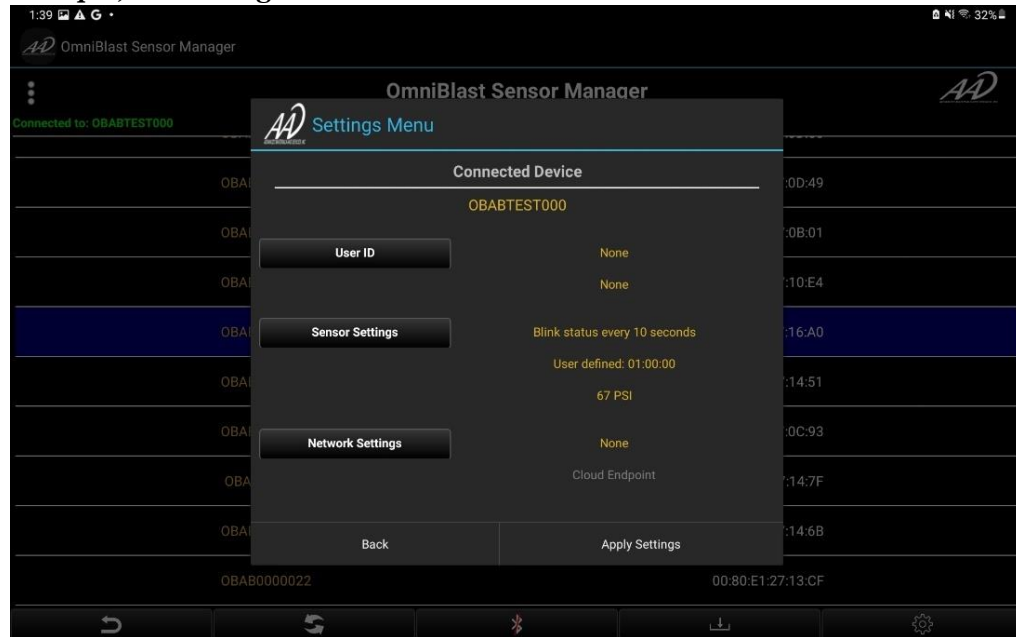 1:39 G
32%
AAD OmniBlast Sensor Manager
OmniBlast Sensor Manager
AAD
Connected to: OBABTEST000
AAD Settings Menu
Connected Device
:0D:49
OBABTEST000
:0B:01
User ID
None
None
:10:E4
Sensor Settings
Blink status every 10 seconds
:16:A0
User defined: 01:00:00
67 PSI
:14:51
Network Settings
None
:0C:93
Cloud Endpoint
:14:7F
Back
Apply Settings
:14:6B
OBAB0000022
00:80:E1:27:13:CF